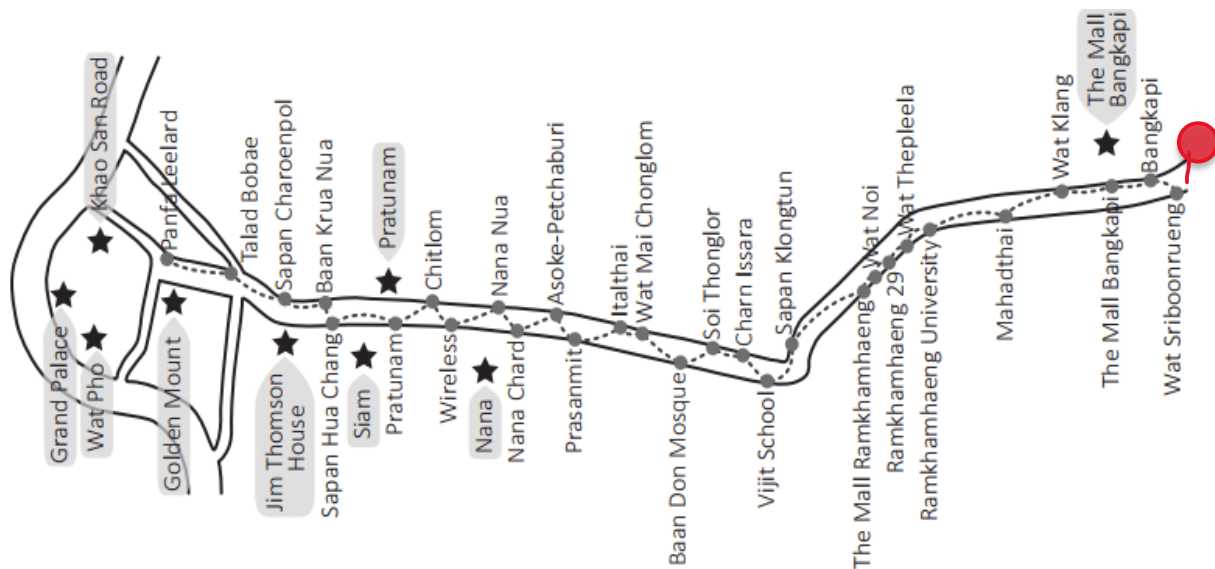 Khao San Road
Panfa Leelard
Talad Bobae
Sapan Charoenpol
Baan Krua Nua
Pratunam
Chitlom
Nana Nua
Asoke-Petchaburi
Italthai
Wat Mai Chonglom
Soi Thonglor
Charn Issara
Sapan Klongtun
Wat Noi
Wat Thepleela
Wat Klang
The Mall
Bangkapi
Bangkapi
Grand Palace
Wat Pho
Golden Mount
Jim Thomson
House
Sapan Hua Chang
Siam
Pratunam
Wireless
Nana
Nana Chard
Prasanmit
Baan Don Mosque
Vijit School
The Mall Ramkhamhaeng
Ramkhamhaeng 29
Ramkhamhaeng University
Mahadthai
The Mall Bangkapi
Wat Sriboonrueng